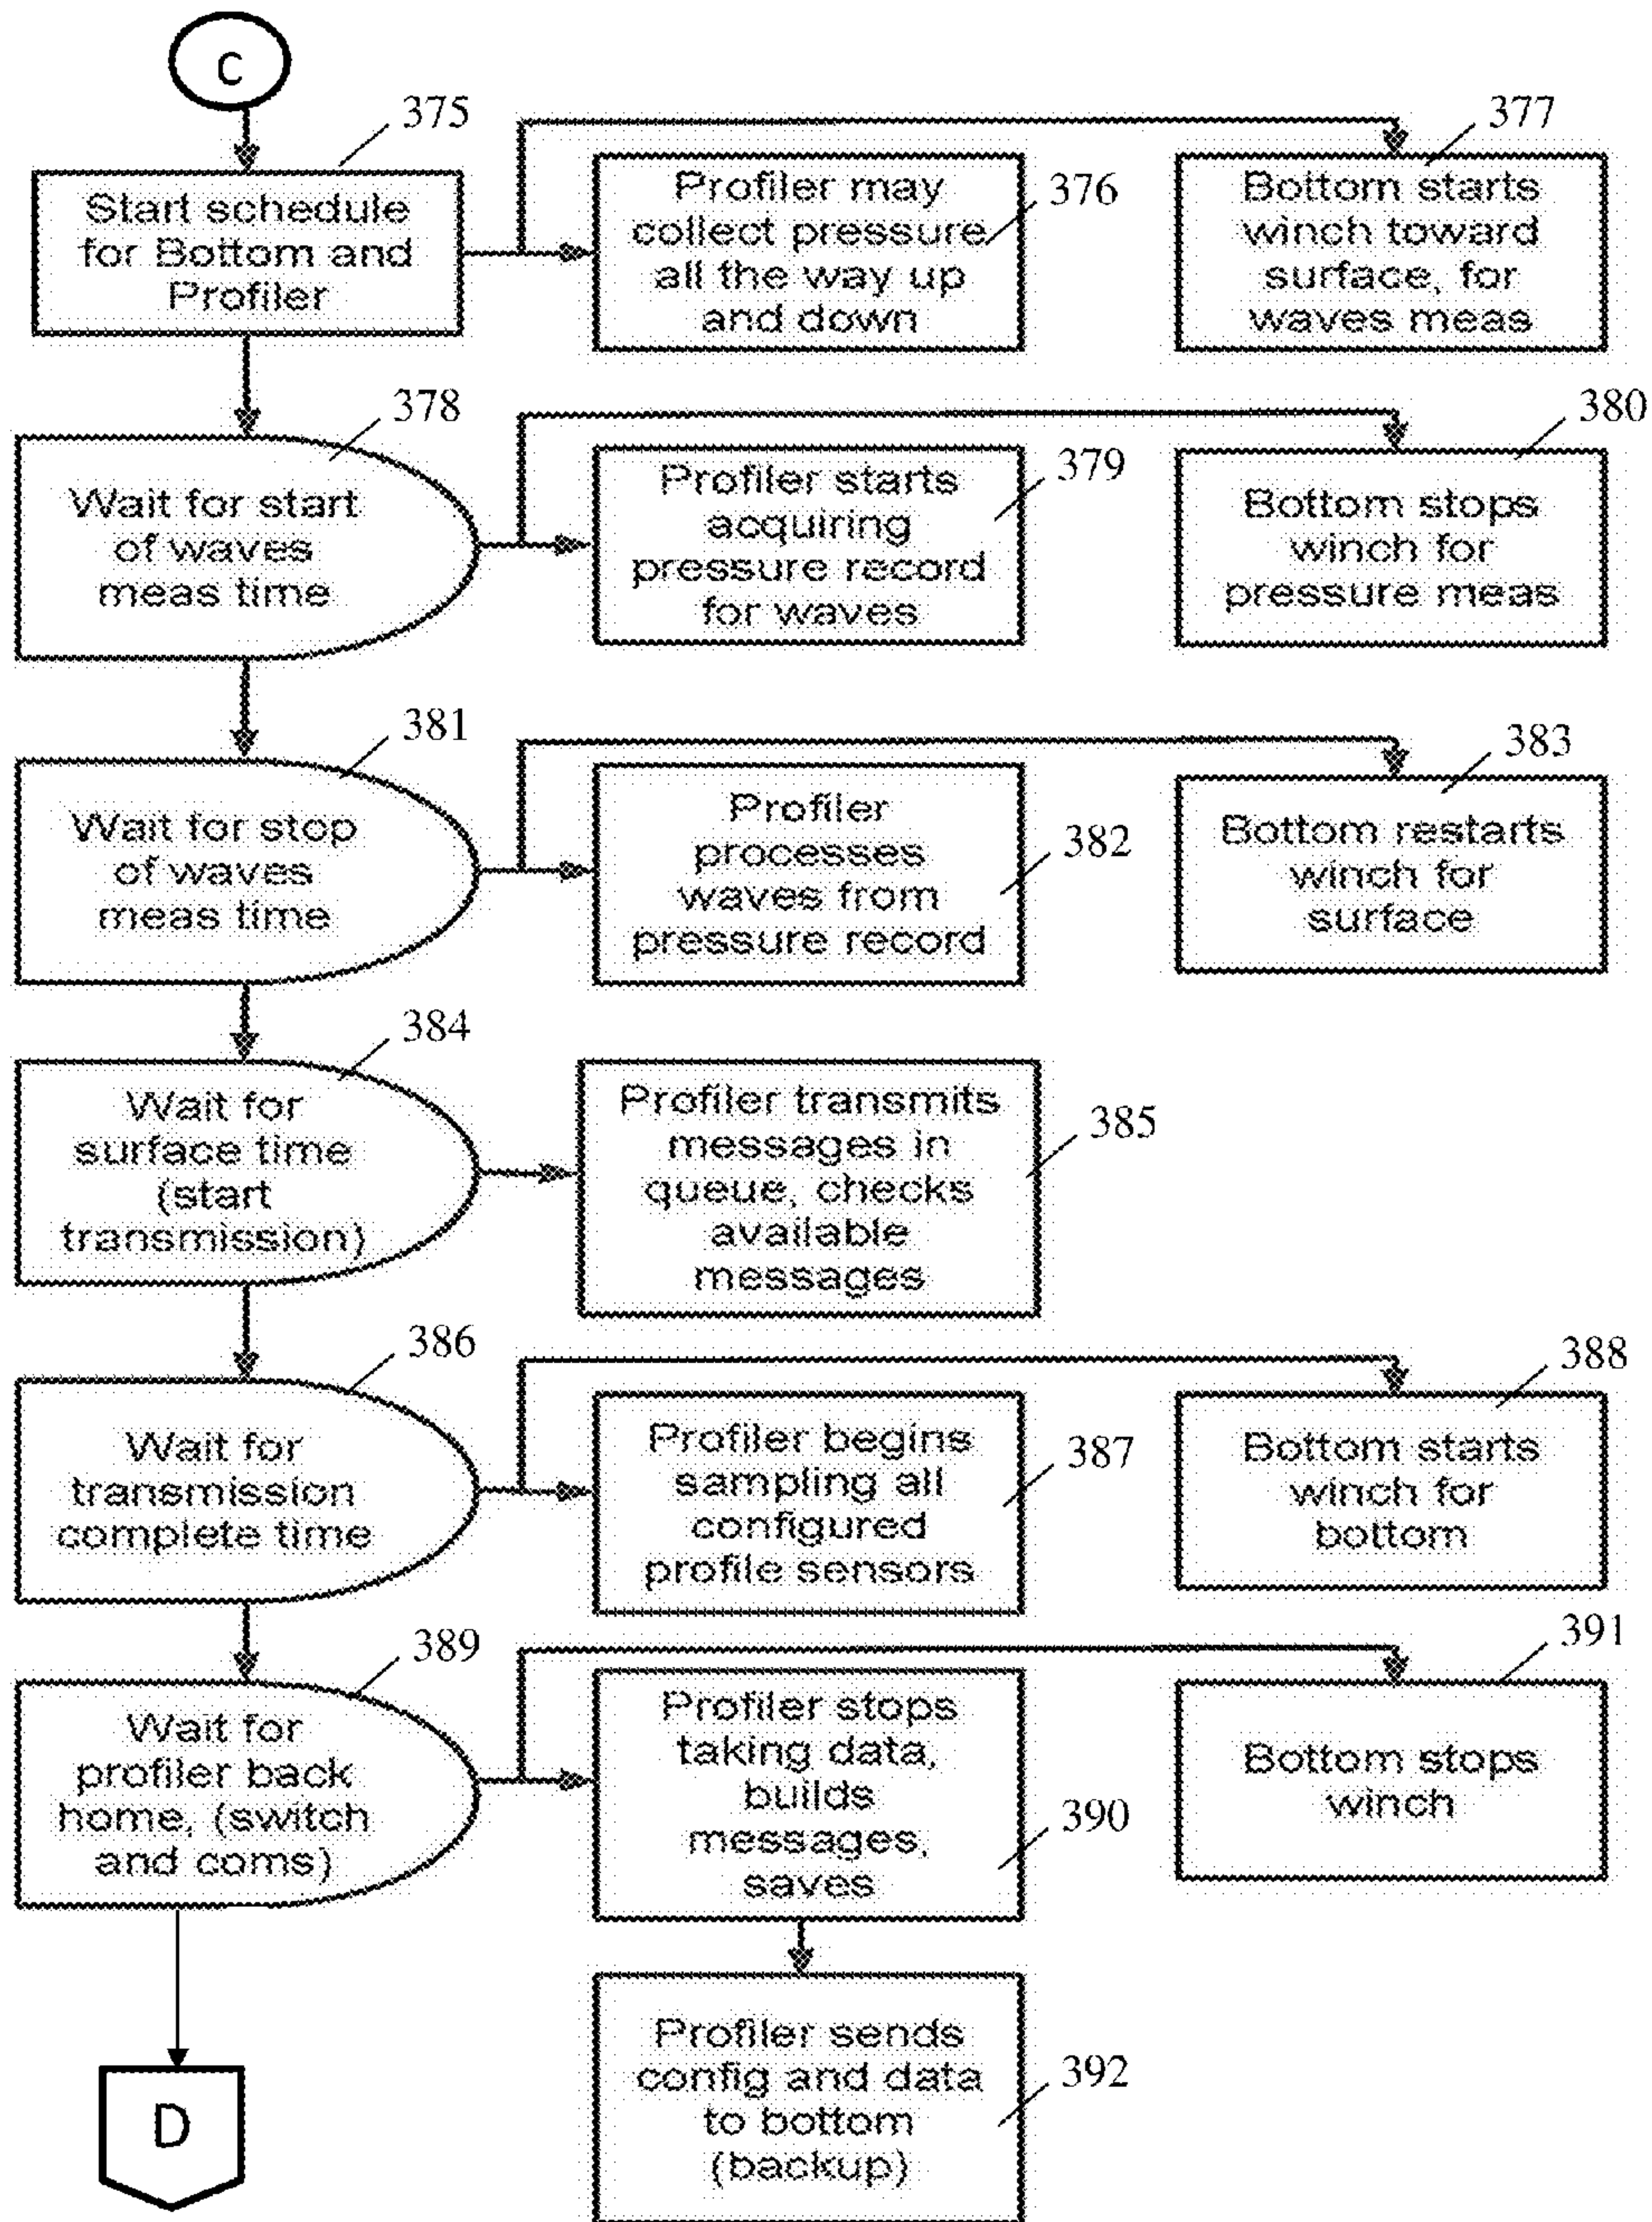 C
375
Start schedule
for Bottom and
Profiler
Profiler may
collect pressure
all the way up
and down
376
377
Bottom starts
winch toward
surface, for
waves meas
378
Wait for start
of waves
meas time
Profiler starts
acquiring
pressure record
for waves
379
380
Bottom stops
winch for
pressure meas
381
Wait for stop
of waves
meas time
Profiler
processes
waves from
pressure record
382
383
Bottom restarts
winch for
surface
384
Wait for
surface time
(start
transmission)
Profiler transmits
messages in
queue, checks
available
messages
385
386
Wait for
transmission
complete time
Profiler begins
sampling all
configured
profile sensors
387
388
Bottom starts
winch for
bottom
389
Wait for
profiler back
home, (switch
and coms)
Profiler stops
taking data,
builds
messages,
saves
390
391
Bottom stops
winch
Profiler sends
config and data
to bottom
(backup)
392
D